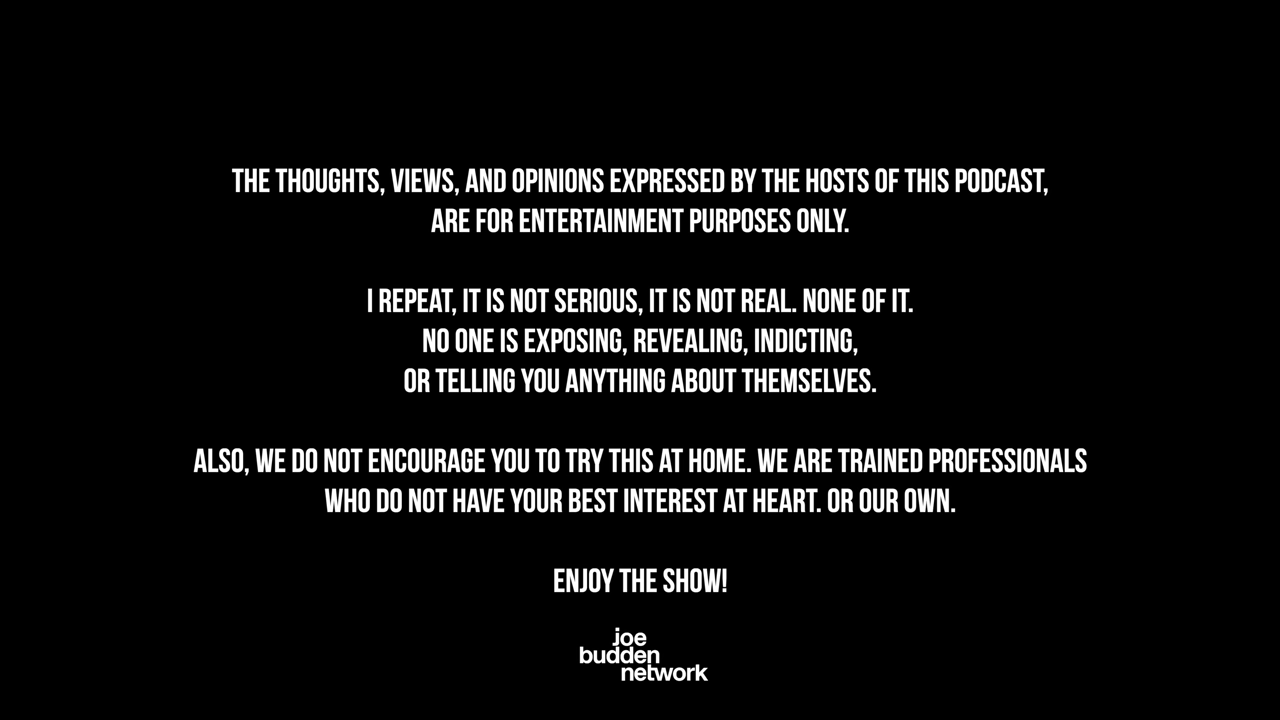 THE THOUGHTS, VIEWS, AND OPINIONS EXPRESSED BY THE HOSTS OF THIS PODCAST,
ARE FOR ENTERTAINMENT PURPOSES ONLY.
I REPEAT, IT IS NOT SERIOUS, IT IS NOT REAL. NONE OF IT.
NO ONE IS EXPOSING, REVEALING, INDICTING,
OR TELLING YOU ANYTHING ABOUT THEMSELVES.
ALSO, WE DO NOT ENCOURAGE YOU TO TRY THIS AT HOME. WE ARE TRAINED PROFESSIONALS
WHO DO NOT HAVE YOUR BEST INTEREST AT HEART. OR OUR OWN.
ENJOY THE SHOW!
joe
budden
network